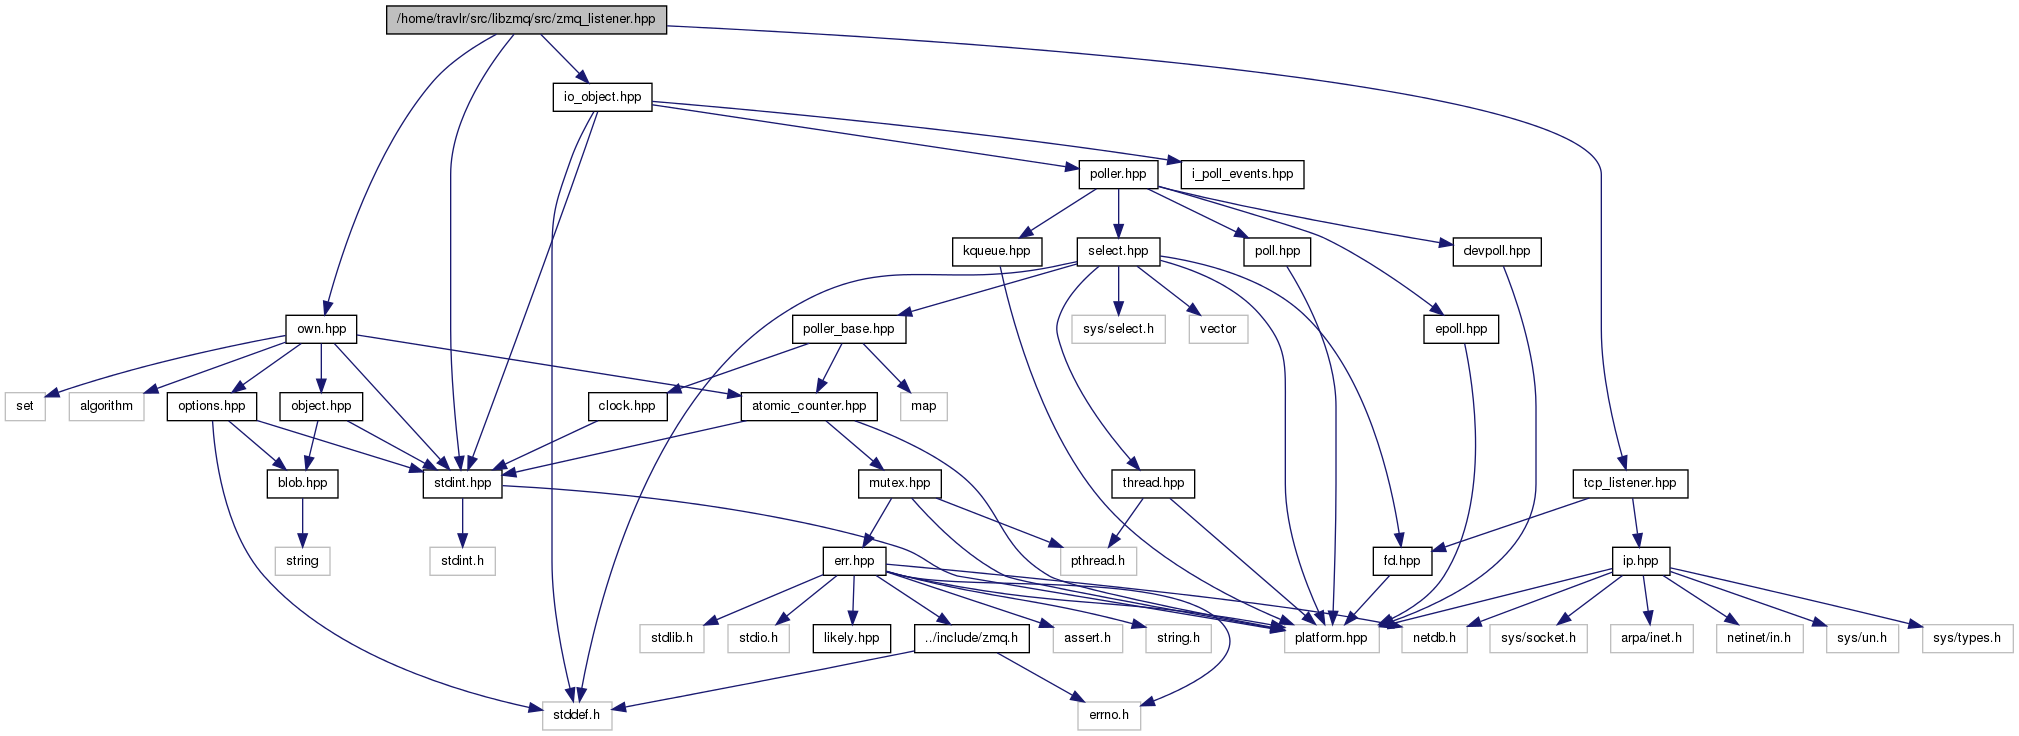 /home/travlr/src/libzmq/src/zmq_listener.hpp
io_object.hpp
poller.hpp
i_poll_events.hpp
kqueue.hpp
select.hpp
poll.hpp
devpoll.hpp
own.hpp
poller_base.hpp
sys/select.h
vector
epoll.hpp
set
algorithm
options.hpp
object.hpp
clock.hpp
atomic_counter.hpp
map
blob.hpp
stdint.hpp
mutex.hpp
thread.hpp
tcp_listener.hpp
string
stdint.h
err.hpp
pthread.h
fd.hpp
ip.hpp
stdlib.h
stdio.h
likely.hpp
../include/zmq.h
assert.h
string.h
platform.hpp
netdb.h
sys/socket.h
arpa/inet.h
netinet/in.h
sys/un.h
sys/types.h
stddef.h
errno.h